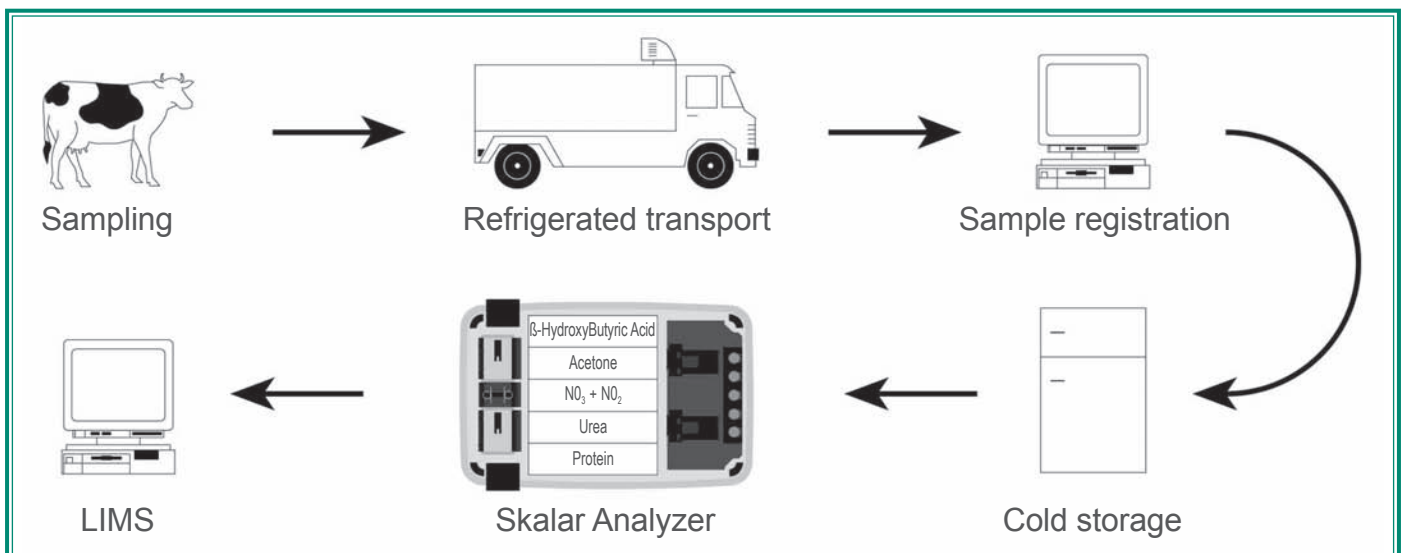 Sampling
Refrigerated transport
Sample registration
ß-HydroxyButyric Acid
Acetone
N0₃ + N0₂
Urea
Protein
LIMS
Skalar Analyzer
Cold storage